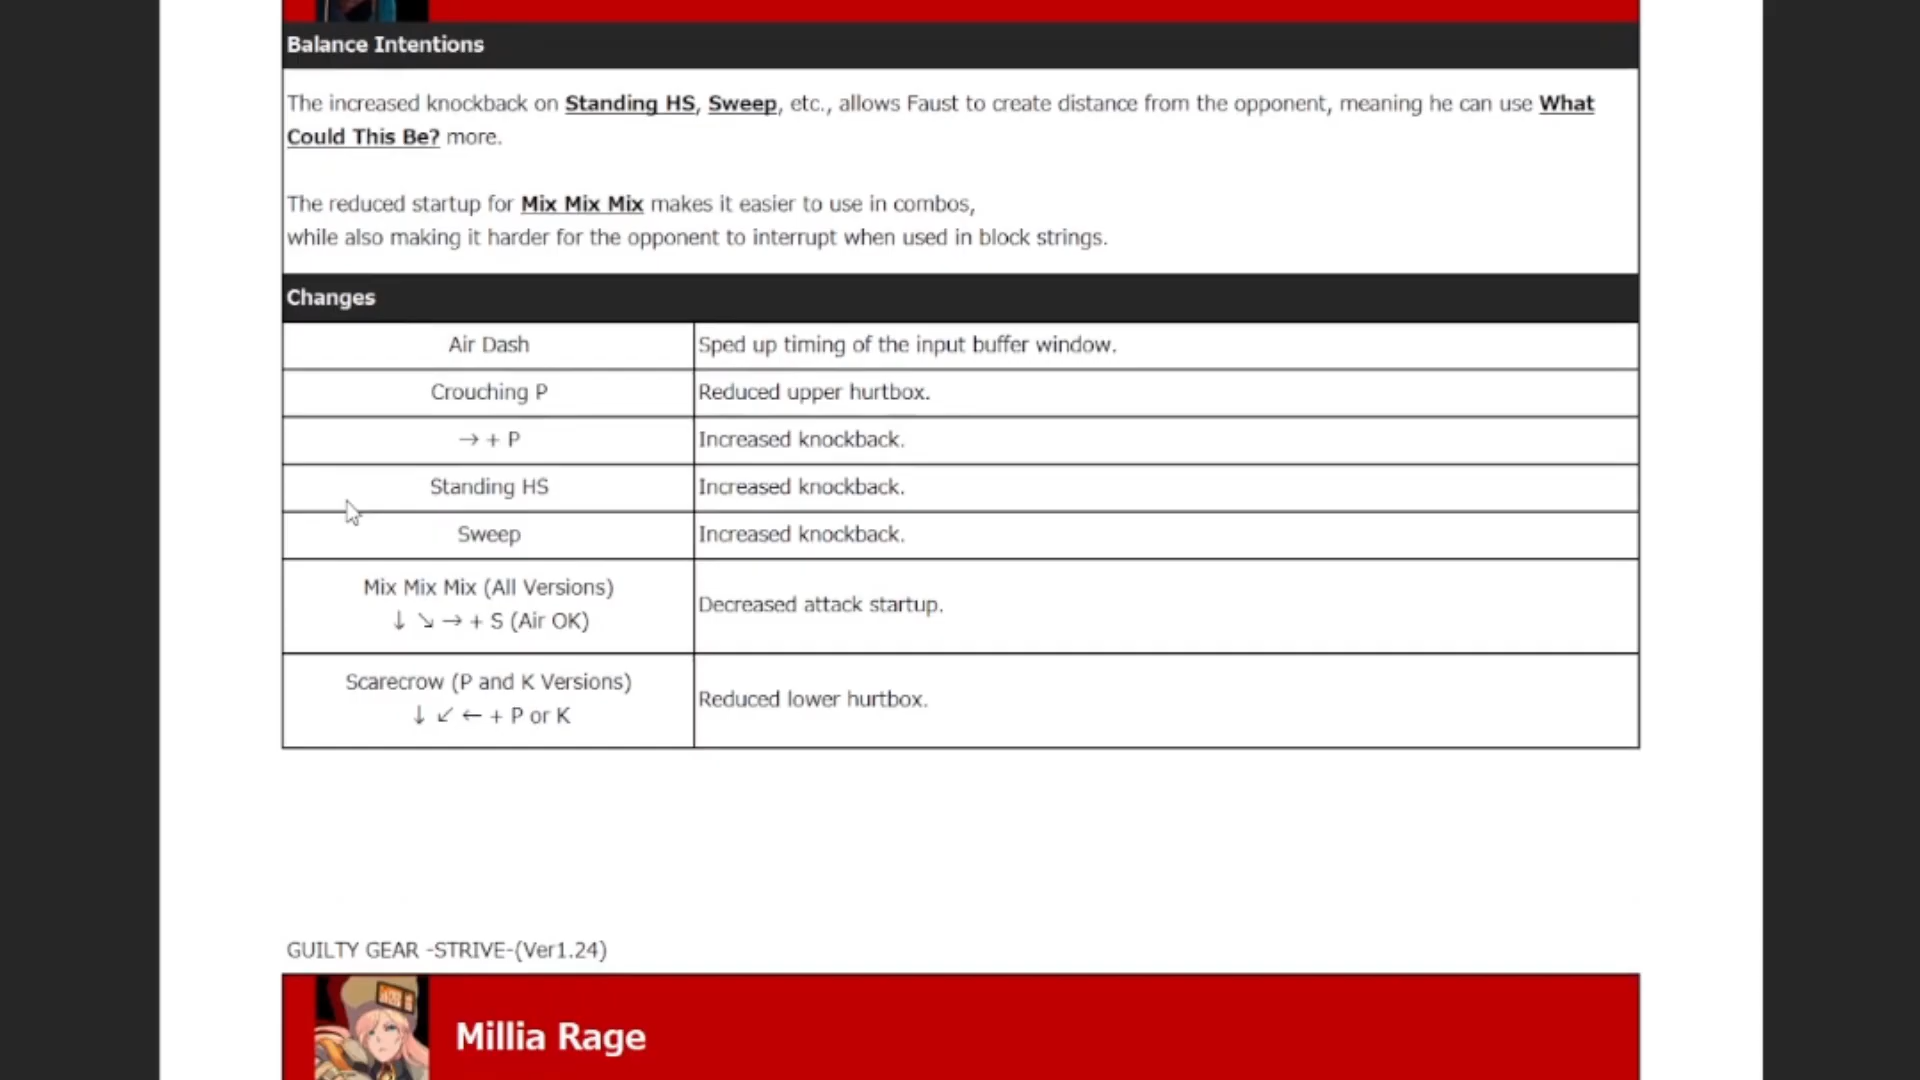 Balance Intentions
The increased knockback on Standing HS, Sweep, etc., allows Faust to create distance from the opponent, meaning he can use What
Could This Be? more.
The reduced startup for Mix Mix Mix makes it easier to use in combos,
while also making it harder for the opponent to interrupt when used in block strings.
Changes
Air Dash Sped up timing of the input buffer window.
Crouching P Reduced upper hurtbox.
→ + P Increased knockback.
Standing HS Increased knockback.
Sweep Increased knockback.
Mix Mix Mix (All Versions)
↓ ↘ → + S (Air OK)
Decreased attack startup.
Scarecrow (P and K Versions)
↓ ↙ ← + P or K
Reduced lower hurtbox.
GUILTY GEAR -STRIVE-(Ver1.24)
Millia Rage